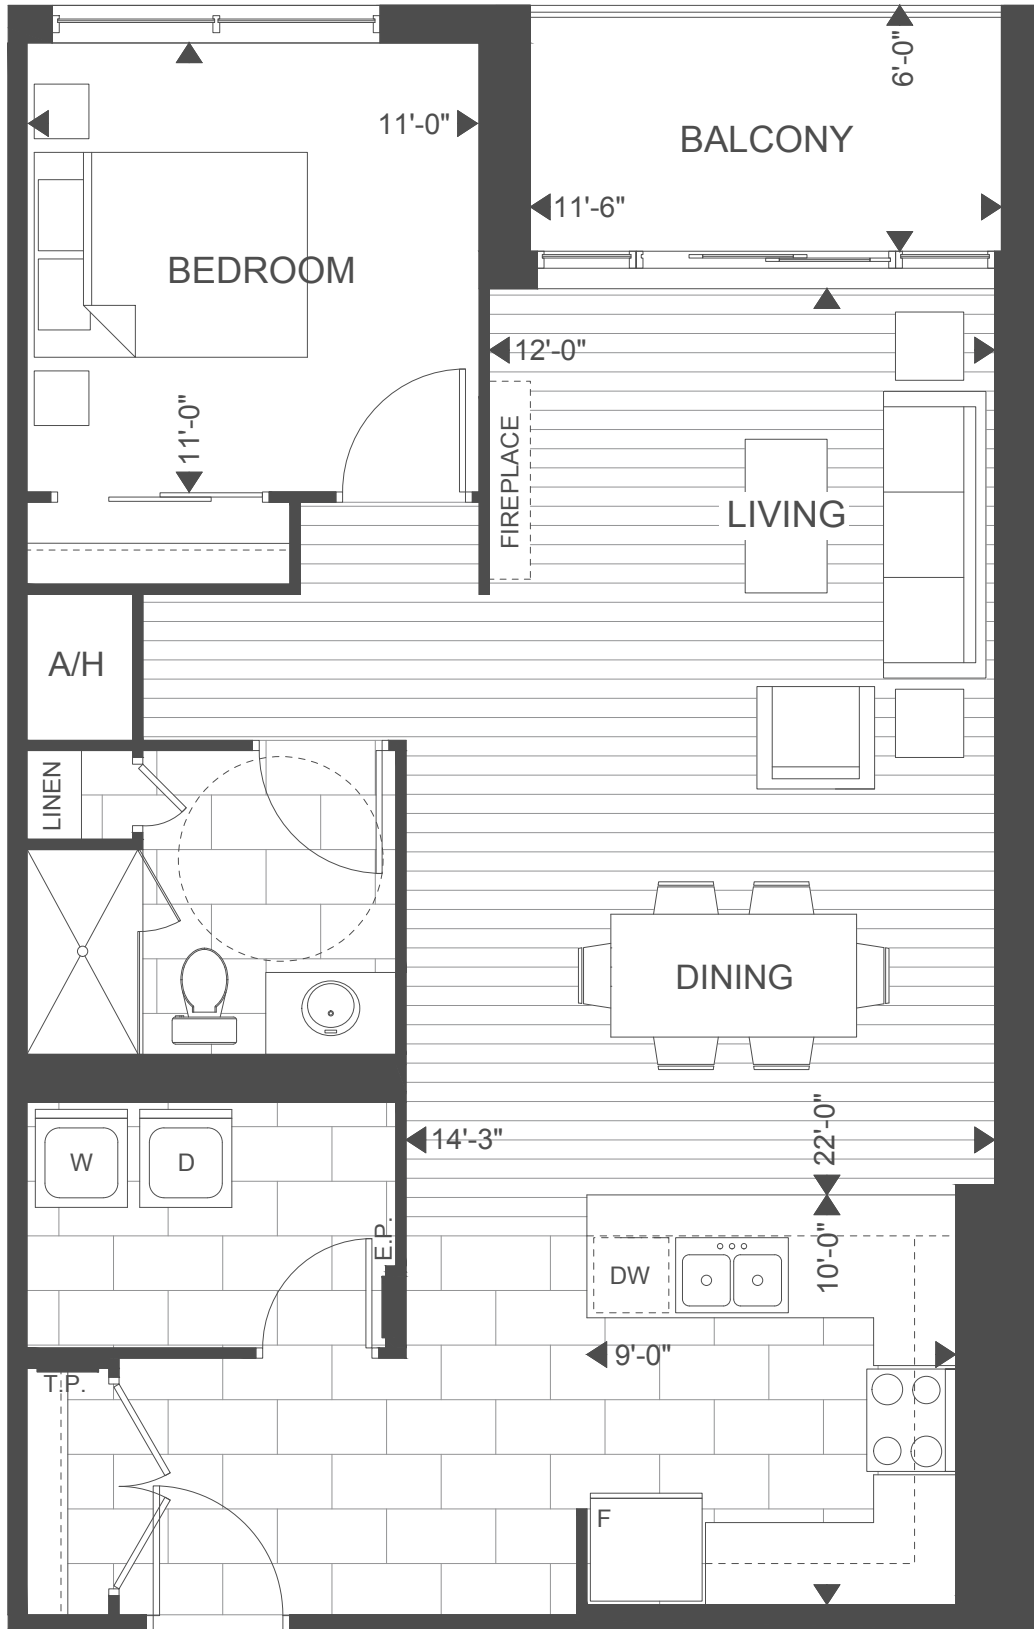 6'-0"
11'-0"
BALCONY
11'-6"
BEDROOM
12'-0"
11'-0"
FIREPLACE
LIVING
A/H
LINEN
DINING
22'-0"
14'-3"
W
D
E.P.
10'-0"
DW
9'-0"
T.P.
F